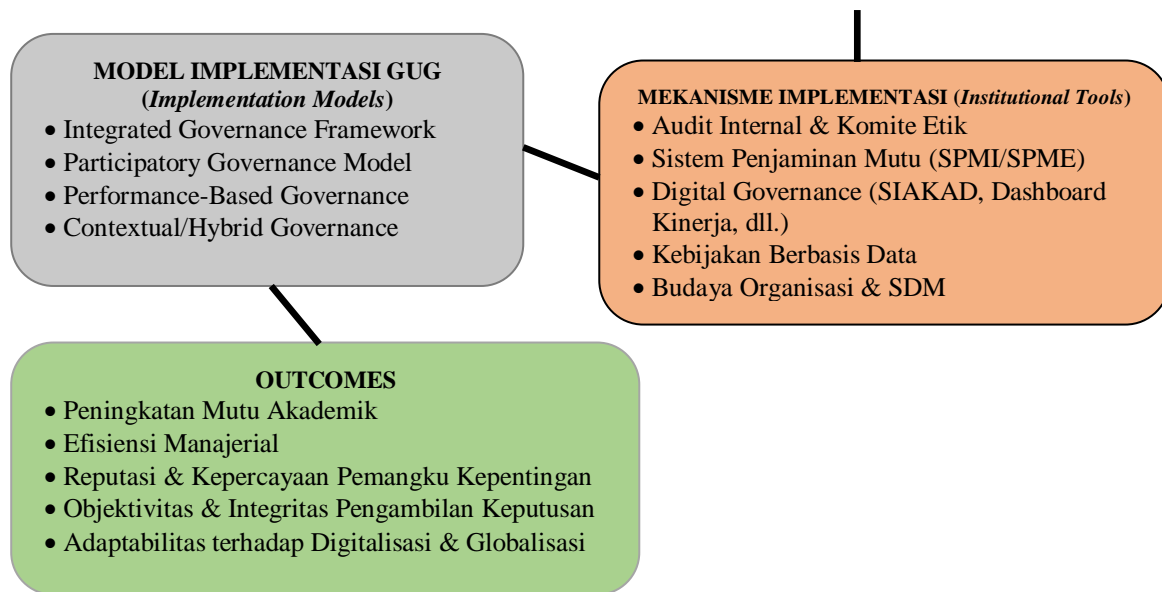 MODEL IMPLEMENTASI GUG
(Implementation Models)
• Integrated Governance Framework
• Participatory Governance Model
• Performance-Based Governance
• Contextual/Hybrid Governance
MEKANISME IMPLEMENTASI (Institutional Tools)
• Audit Internal & Komite Etik
• Sistem Penjaminan Mutu (SPMI/SPME)
• Digital Governance (SIAKAD, Dashboard
Kinerja, dll.)
• Kebijakan Berbasis Data
• Budaya Organisasi & SDM
OUTCOMES
• Peningkatan Mutu Akademik
• Efisiensi Manajerial
• Reputasi & Kepercayaan Pemangku Kepentingan
• Objektivitas & Integritas Pengambilan Keputusan
• Adaptabilitas terhadap Digitalisasi & Globalisasi